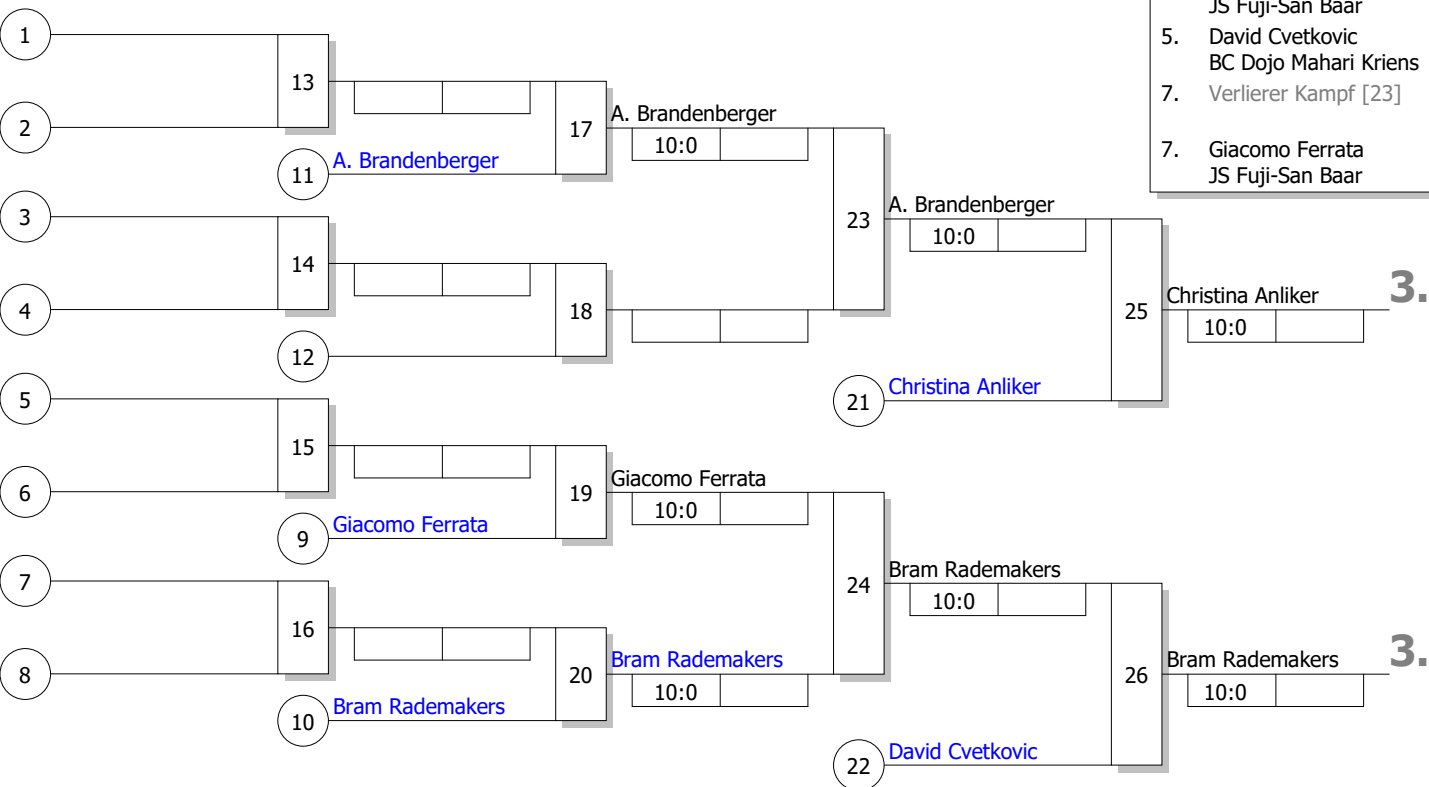 JS Fuji-San Baar
5. David Cvetkovic
BC Dojo Mahari Kriens
7. Verlierer Kampf [23]
7. Giacomo Ferrata
JS Fuji-San Baar
1
13
2
17
A. Brandenberger
10:0
11
A. Brandenberger
3
23
A. Brandenberger
10:0
14
4
18
25
Christina Anliker
3.
10:0
12
5
21
Christina Anliker
15
6
19
Giacomo Ferrata
10:0
9
Giacomo Ferrata
7
24
Bram Rademakers
10:0
16
8
20
Bram Rademakers
10:0
26
Bram Rademakers
3.
10:0
10
Bram Rademakers
22
David Cvetkovic